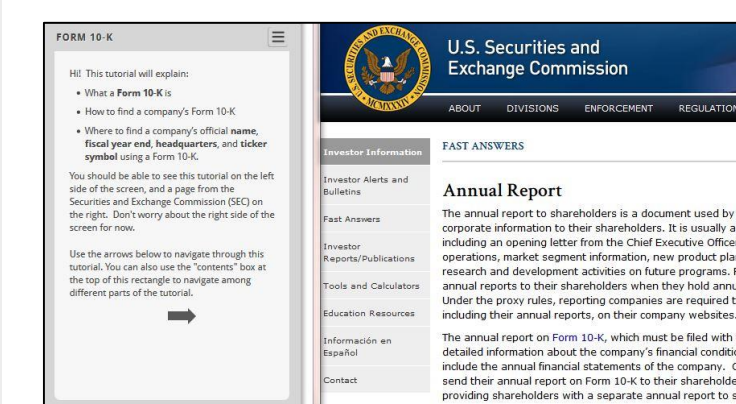 FORM 10-K
Hi! This tutorial will explain:
• What a Form 10-K is
• How to find a company's Form 10-K
• Where to find a company's official name,
fiscal year end, headquarters, and ticker
symbol using a Form 10-K.
You should be able to see this tutorial on the left
side of the screen, and a page from the
Securities and Exchange Commission (SEC) on
the right. Don't worry about the right side of the
screen for now.
Use the arrows below to navigate through this
tutorial. You can also use the "contents" box at
the top of this rectangle to navigate among
different parts of the tutorial.
U.S. SECURITIES AND EXCHANGE COMMISSION
MCMXXXIV
U.S. Securities and
Exchange Commission
ABOUT DIVISIONS ENFORCEMENT REGULATION
Investor Information
Investor Alerts and
Bulletins
Fast Answers
Investor
Reports/Publications
Tools and Calculators
Education Resources
Información en
Español
Contact
FAST ANSWERS
Annual Report
The annual report to shareholders is a document used by
corporate information to their shareholders. It is usually a
including an opening letter from the Chief Executive Officer
operations, market segment information, new product plan
research and development activities on future programs.
annual reports to their shareholders when they hold annu
Under the proxy rules, reporting companies are required t
including their annual reports, on their company websites.
The annual report on Form 10-K, which must be filed with
detailed information about the company's financial conditio
include the annual financial statements of the company.
send their annual report on Form 10-K to their shareholde
providing shareholders with a separate annual report to s